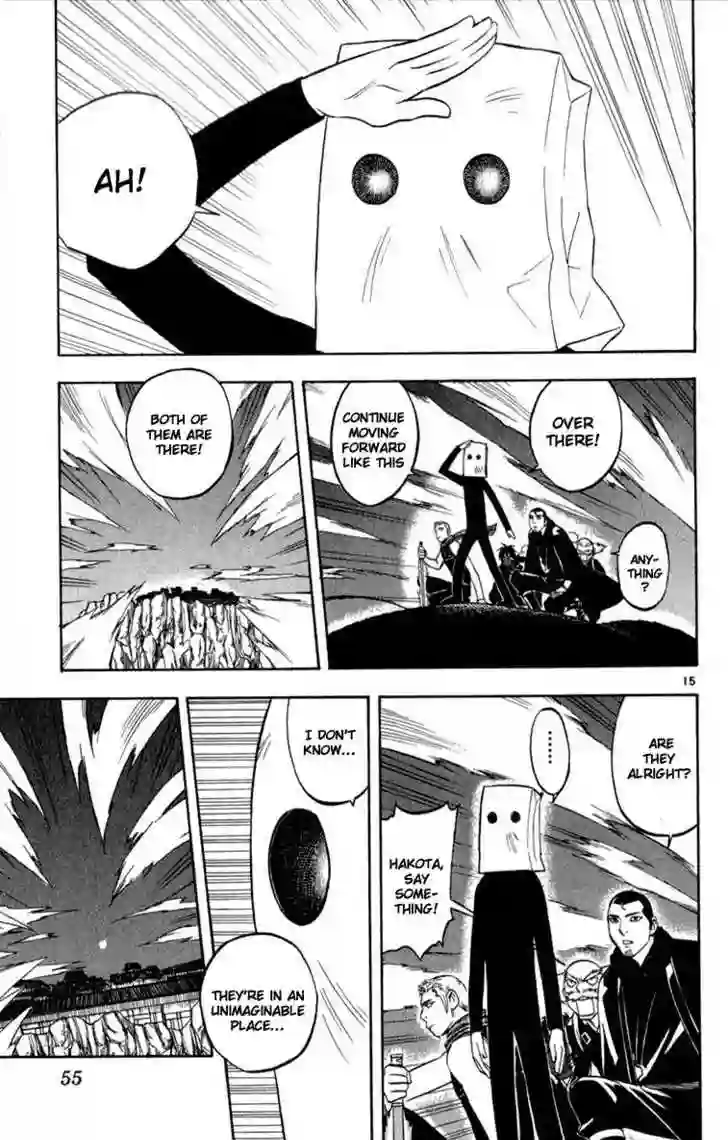 AH!
OVER
THERE!
ANY-
THING
?
CONTINUE
MOVING
FORWARD
LIKE THIS
BOTH OF
THEM ARE
THERE!
15
ARE
THEY
ALRIGHT?
......
HAKOTA,
SAY
SOME-
THING!
I DON'T
KNOW...
THEY'RE IN AN
UNIMAGINABLE
PLACE...
55